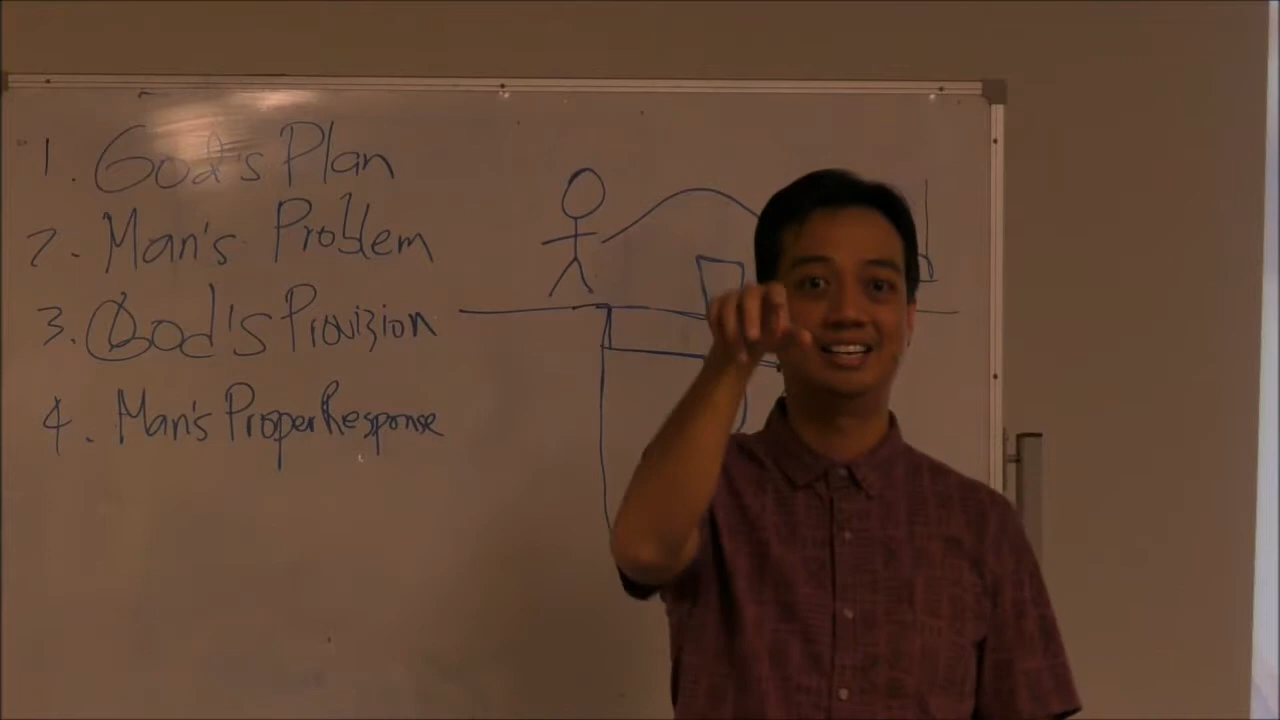 1. God's Plan
2. Man's Problem
3. God's Provision
4. Man's Proper Response